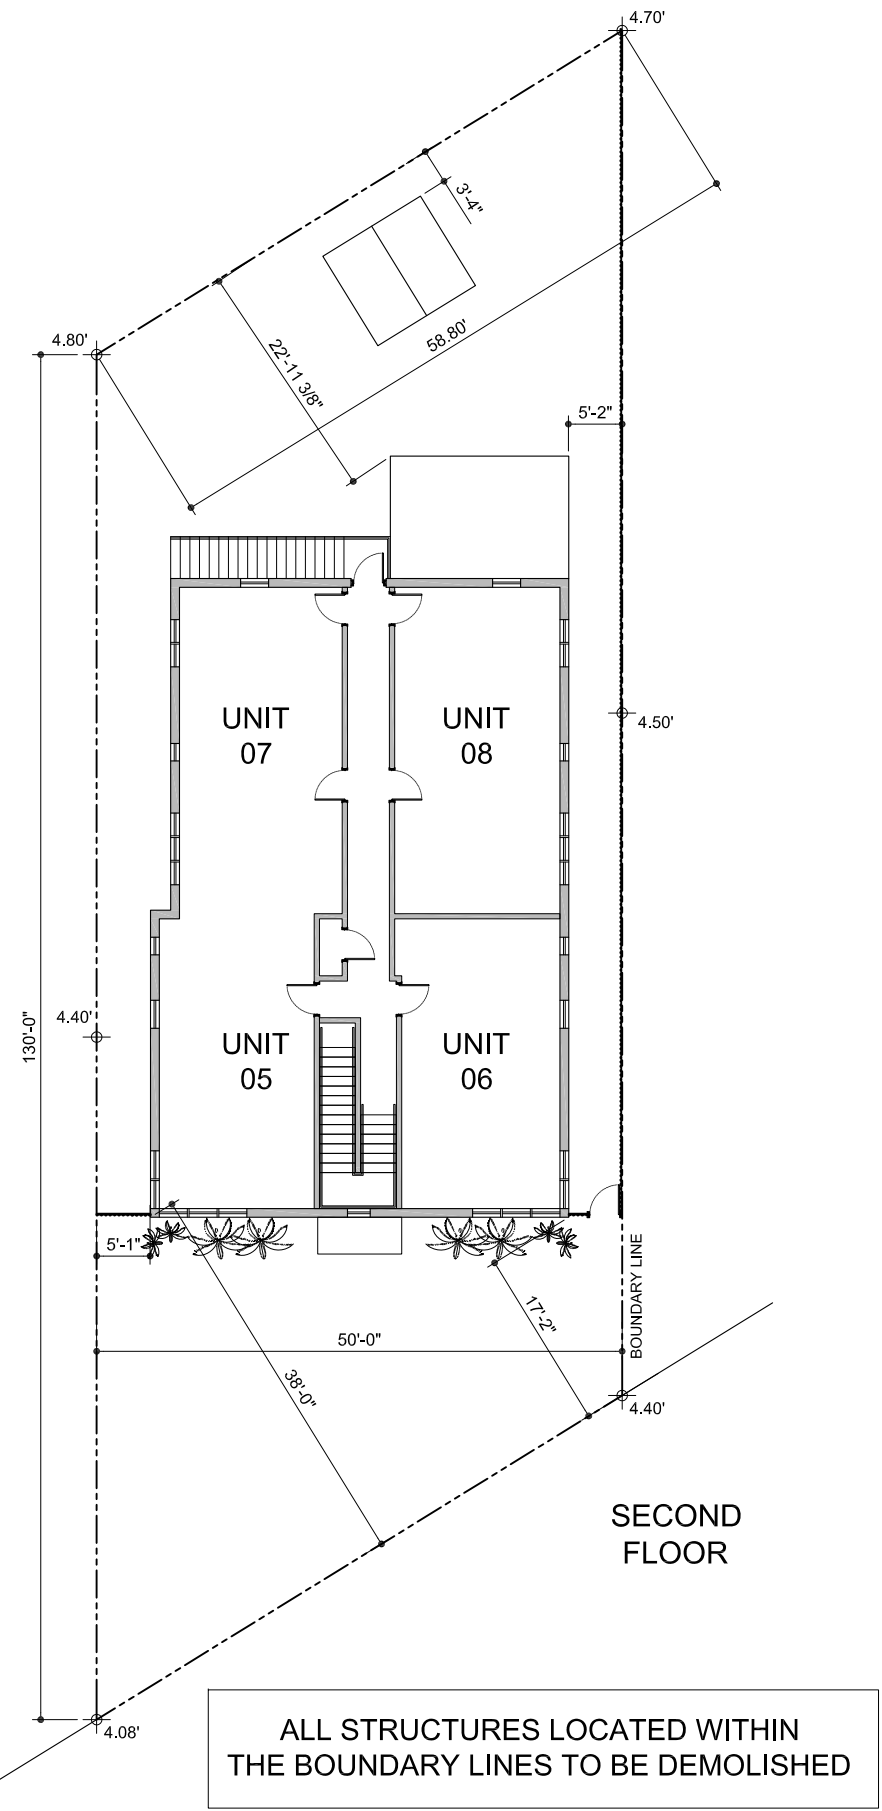 4.70'
3'-4"
4.80'
58.80'
22'-11 3/8"
5'-2"
UNIT
07
UNIT
08
4.50'
130'-0"
4.40'
UNIT
05
UNIT
06
5'-1"
BOUNDARY LINE
17'-2"
50'-0"
38'-0"
4.40'
SECOND
FLOOR
4.08'
ALL STRUCTURES LOCATED WITHIN
THE BOUNDARY LINES TO BE DEMOLISHED